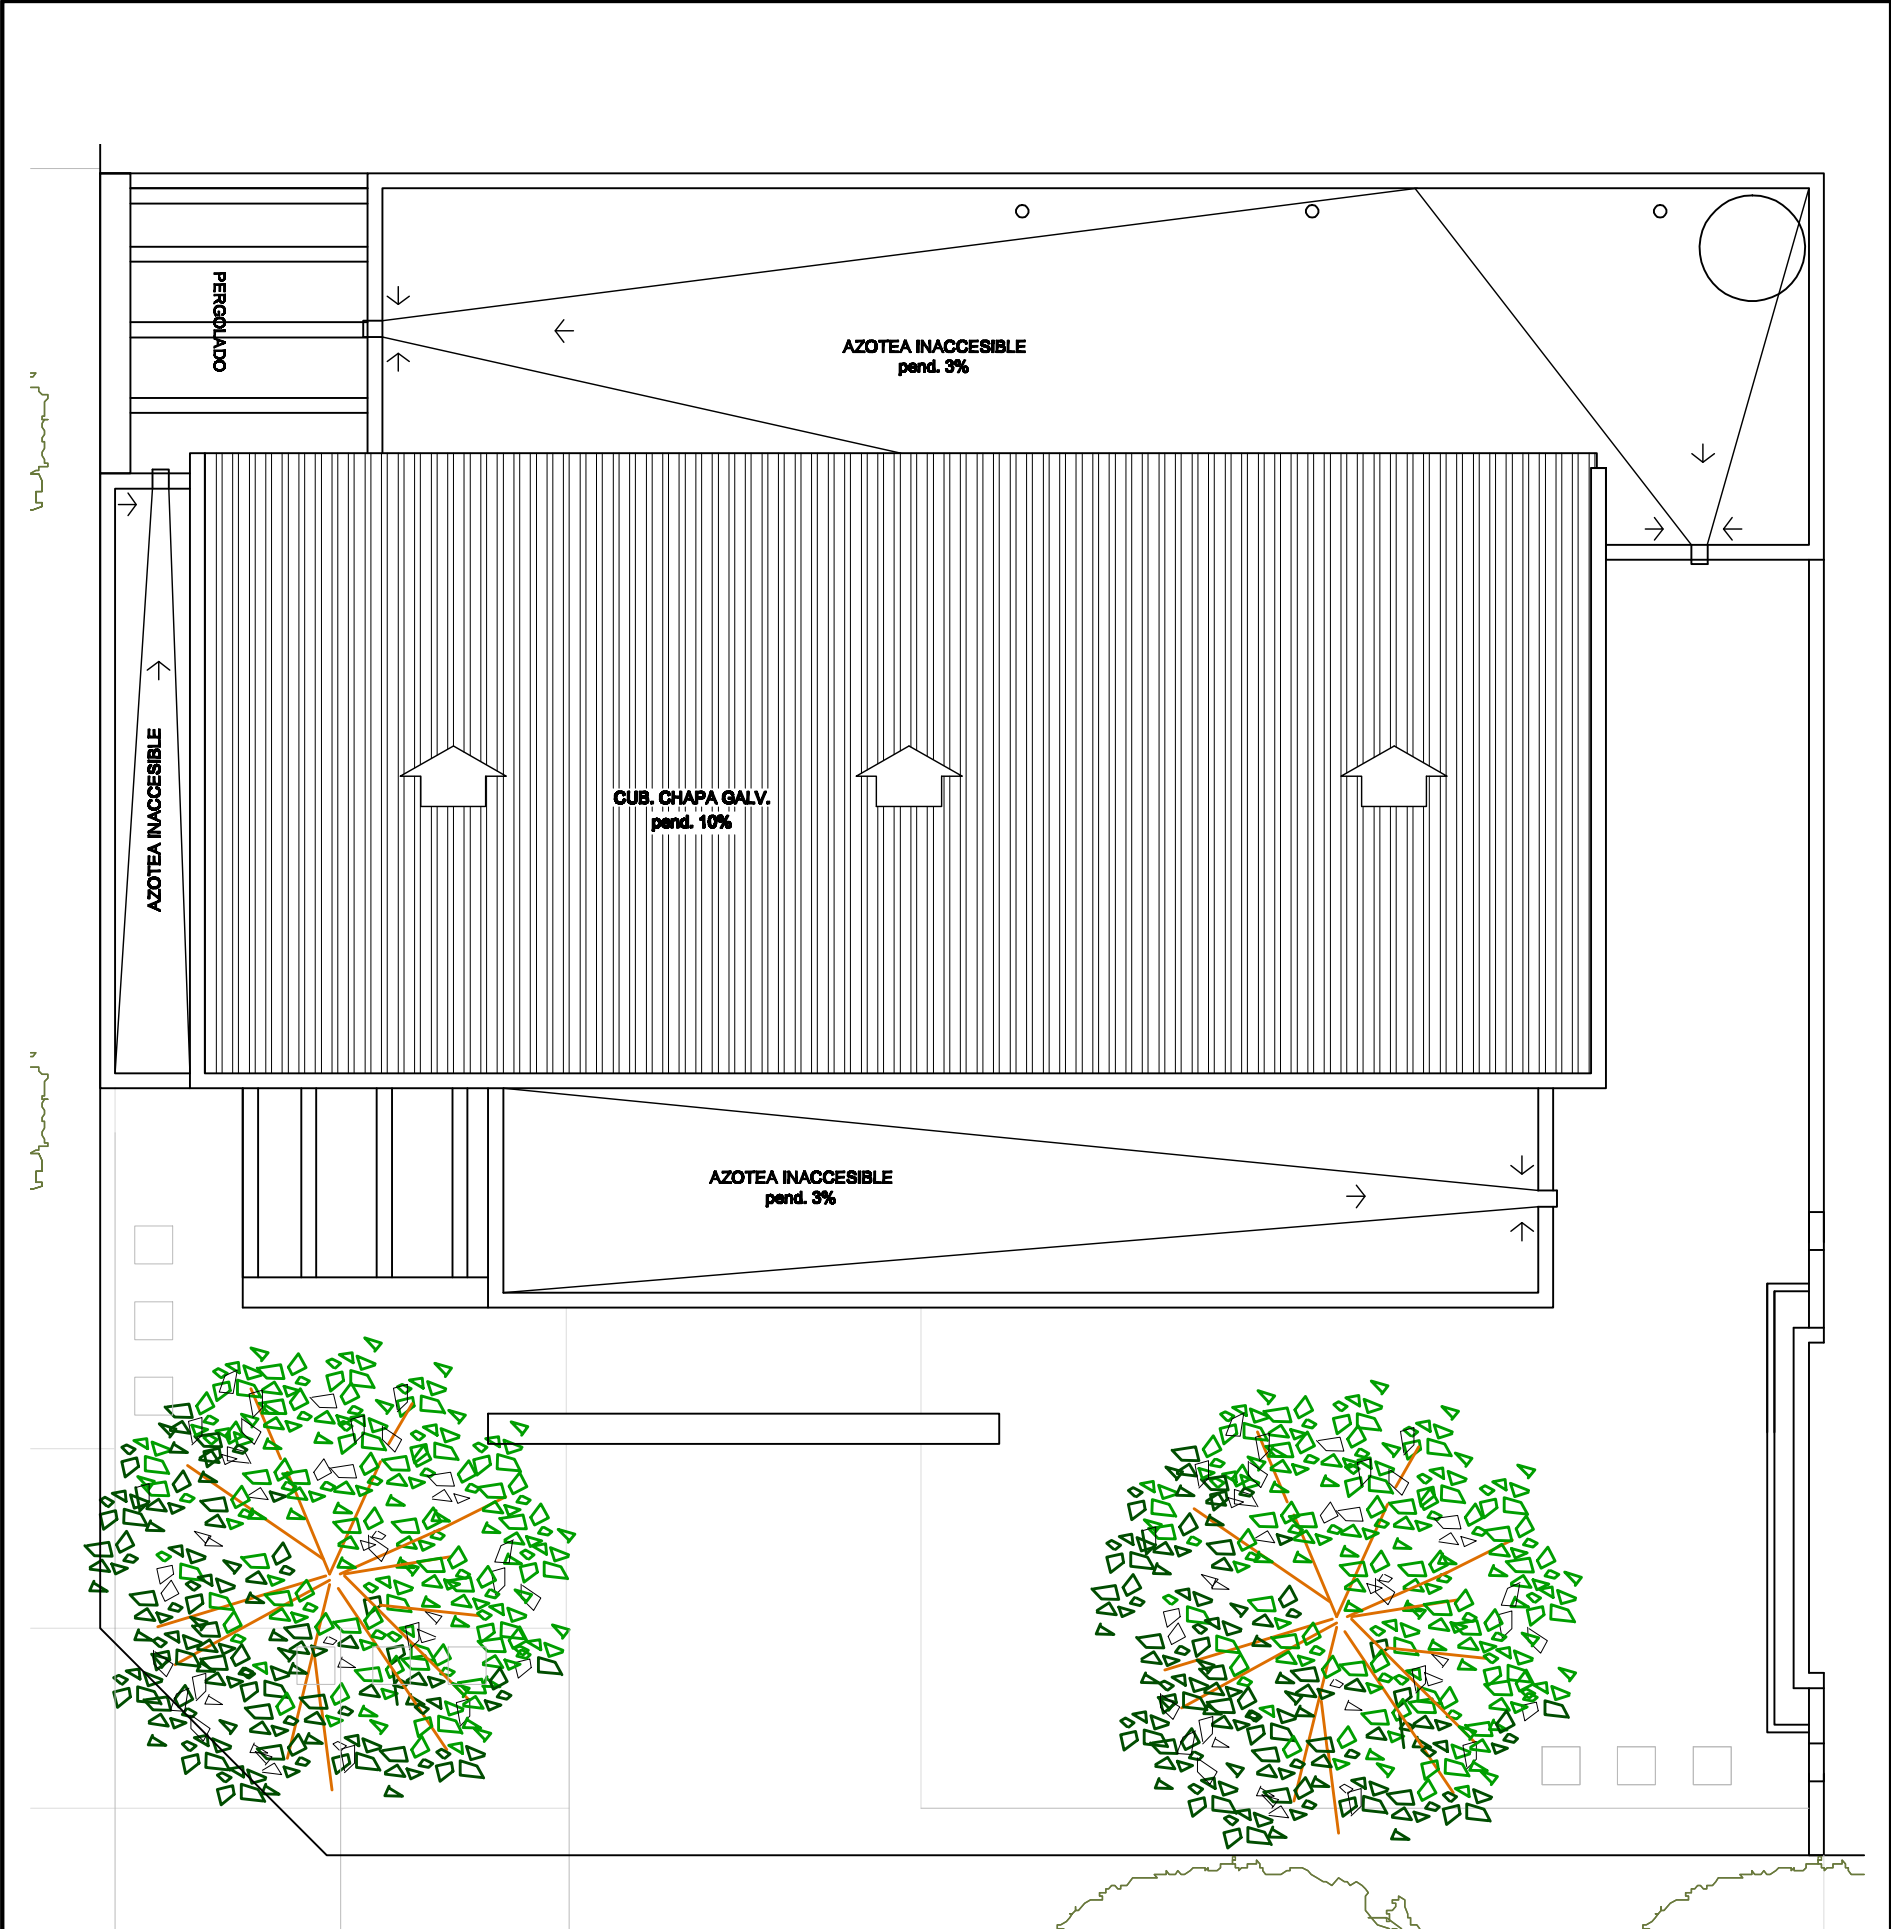 PERGOLADO
AZOTEA INACCESIBLE
pend. 3%
AZOTEA INACCESIBLE
CUB. CHAPA GALV.
pend. 10%
AZOTEA INACCESIBLE
pend. 3%